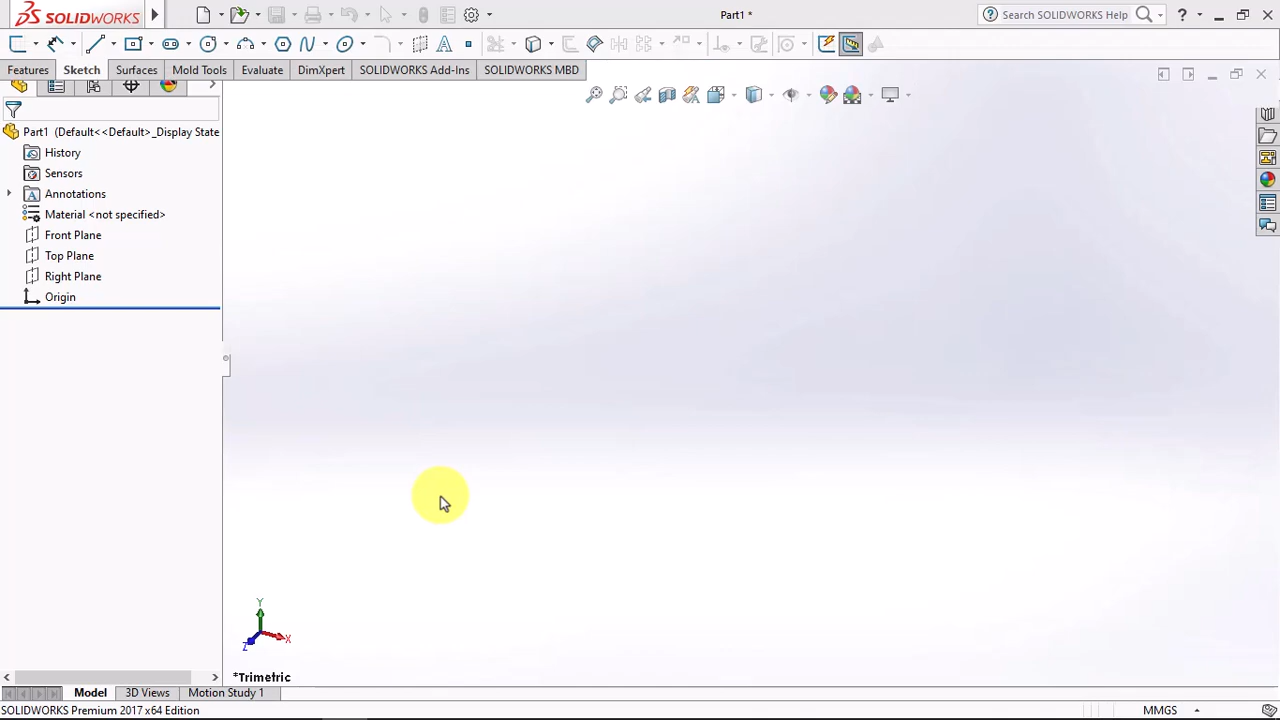 SOLIDWORKS
Part1 *
Search SOLIDWORKS Help
?
Features
Sketch
Surfaces
Mold Tools
Evaluate
DimXpert
SOLIDWORKS Add-Ins
SOLIDWORKS MBD
Part1 (Default<<Default>_Display State
History
Sensors
Annotations
Material <not specified>
Front Plane
Top Plane
Right Plane
Origin
Y
X
Z
*Trimetric
Model
3D Views
Motion Study 1
SOLIDWORKS Premium 2017 x64 Edition
MMGS